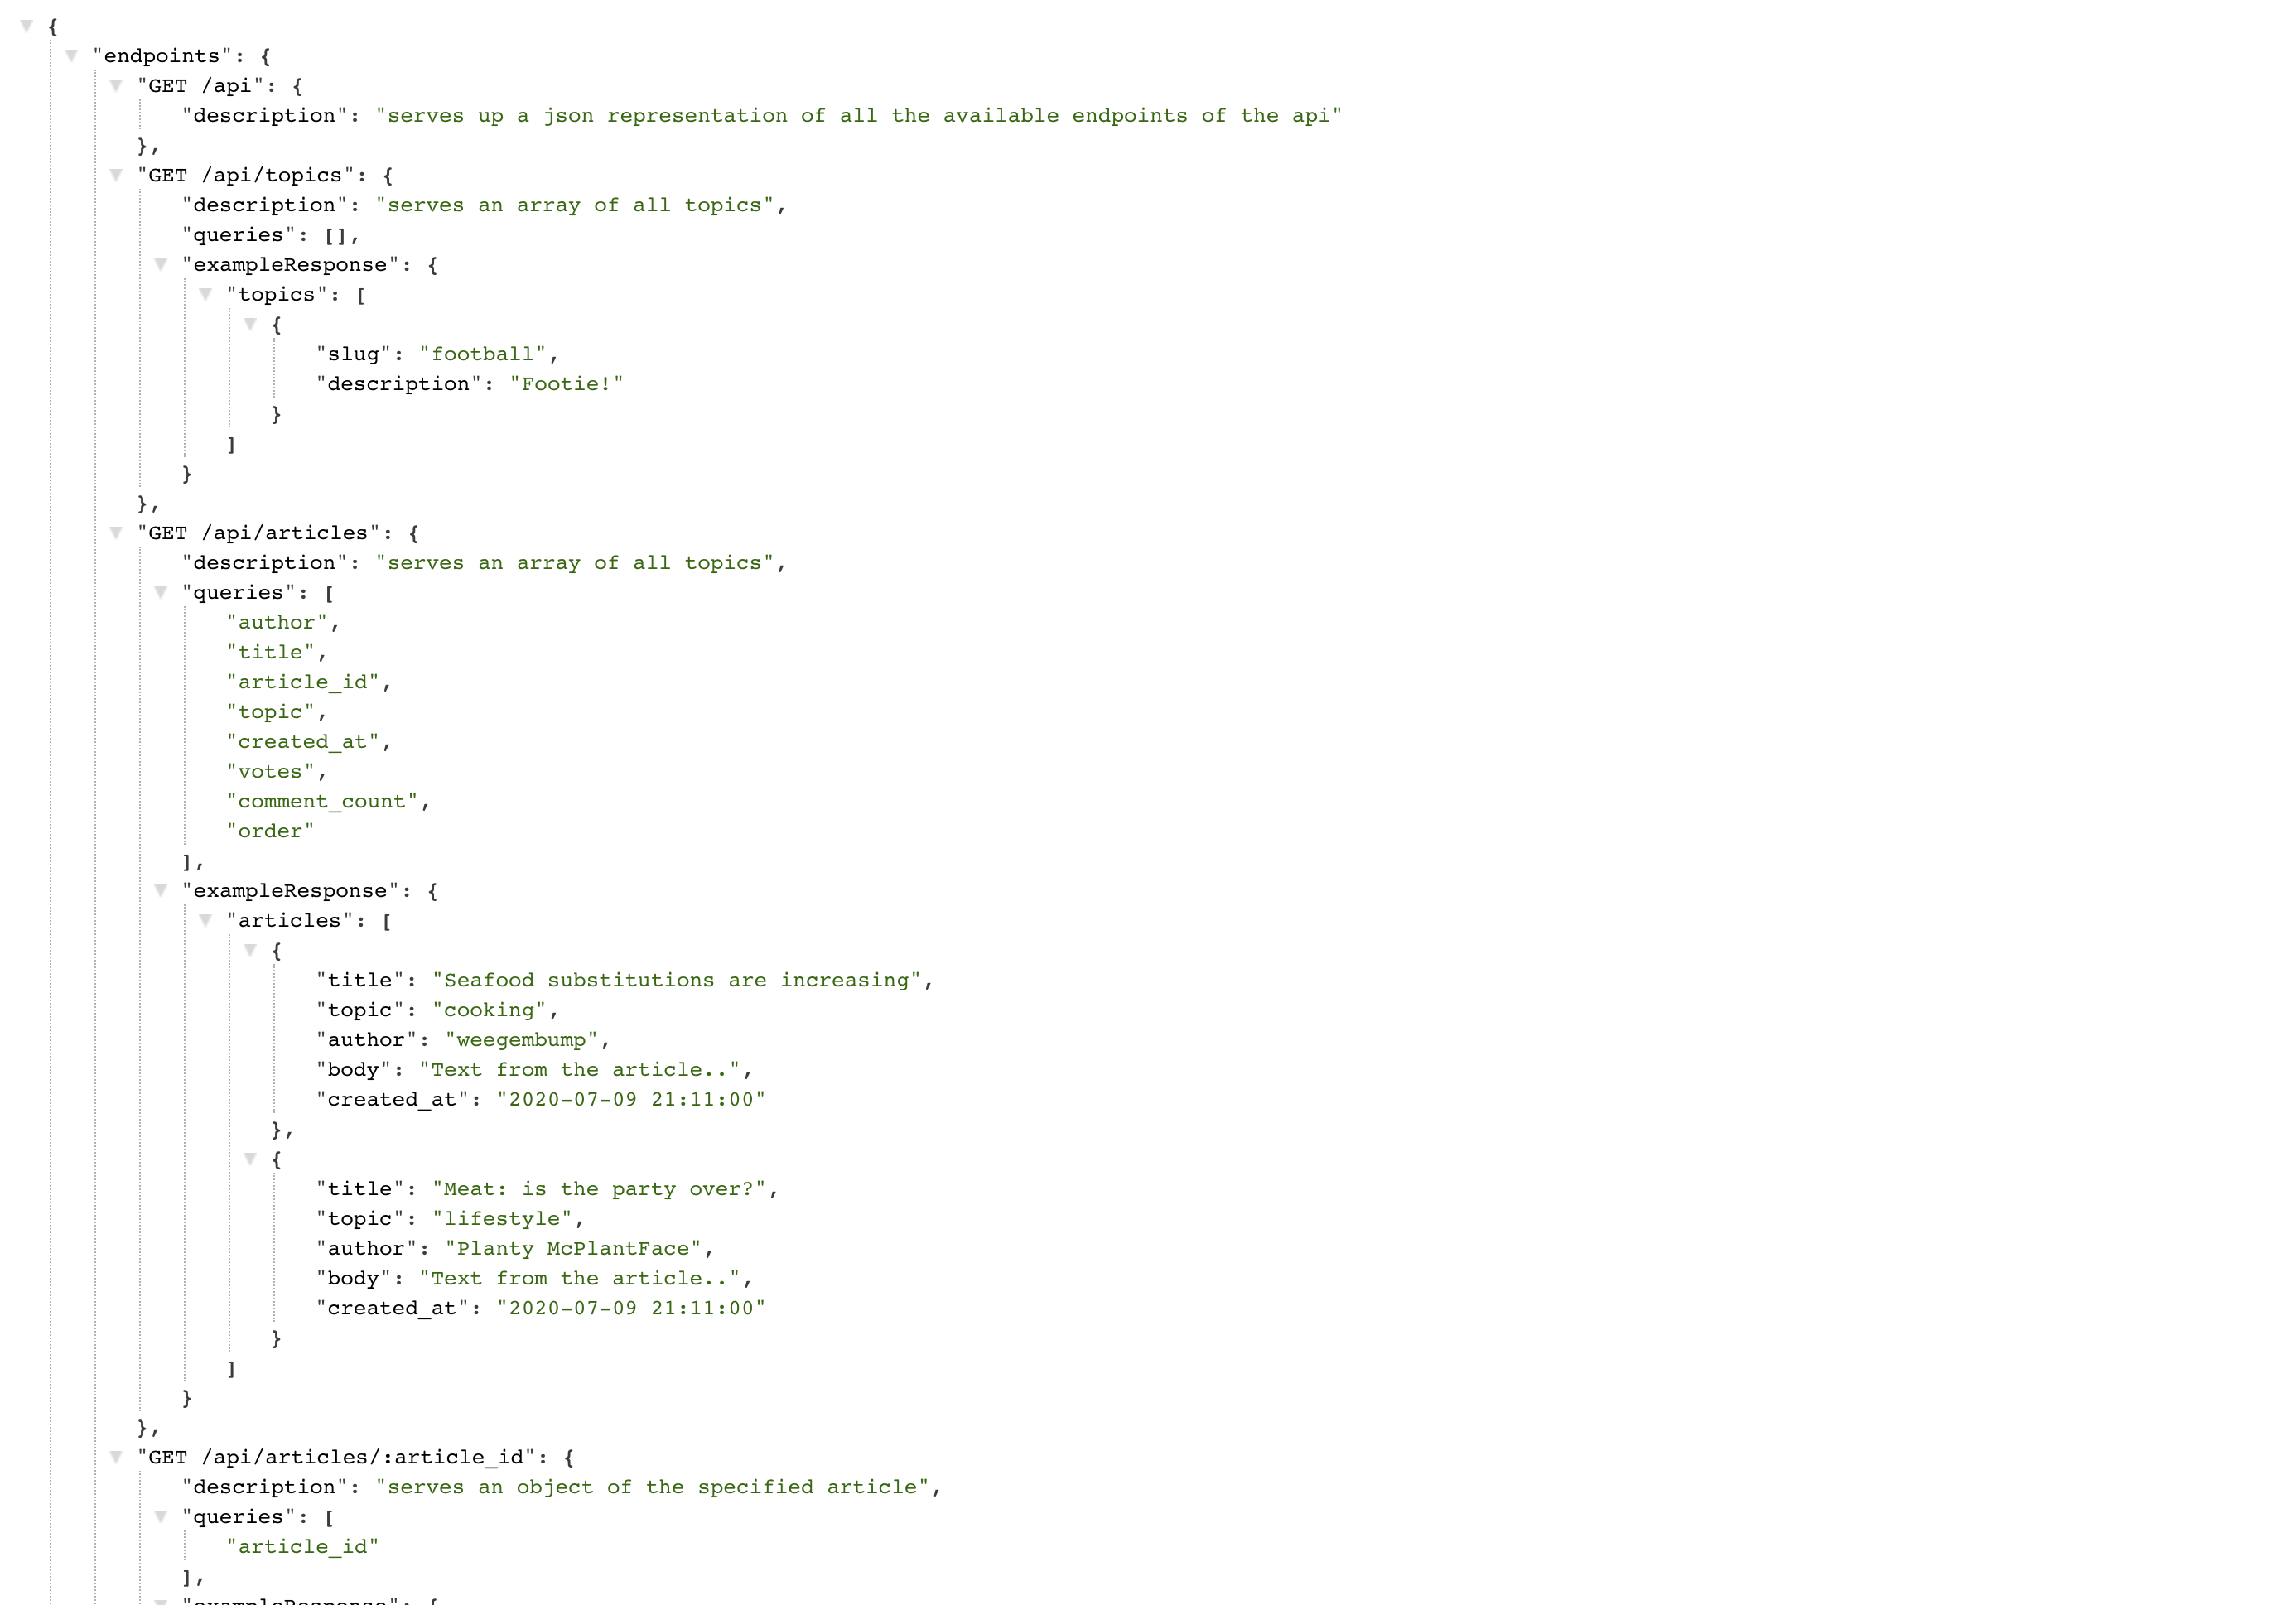 {
"endpoints": {
"GET /api": {
"description": "serves up a json representation of all the available endpoints of the api"
},
"GET /api/topics": {
"description": "serves an array of all topics",
"queries": [],
"exampleResponse": {
"topics": [
{
"slug": "football",
"description": "Footie!"
}
]
}
},
"GET /api/articles": {
"description": "serves an array of all topics",
"queries": [
"author",
"title",
"article_id",
"topic",
"created_at",
"votes",
"comment_count",
"order"
],
"exampleResponse": {
"articles": [
{
"title": "Seafood substitutions are increasing",
"topic": "cooking",
"author": "weegembump",
"body": "Text from the article..",
"created_at": "2020-07-09 21:11:00"
},
{
"title": "Meat: is the party over?",
"topic": "lifestyle",
"author": "Planty McPlantFace",
"body": "Text from the article..",
"created_at": "2020-07-09 21:11:00"
}
]
}
},
"GET /api/articles/:article_id": {
"description": "serves an object of the specified article",
"queries": [
"article_id"
],
"exampleResponse": {